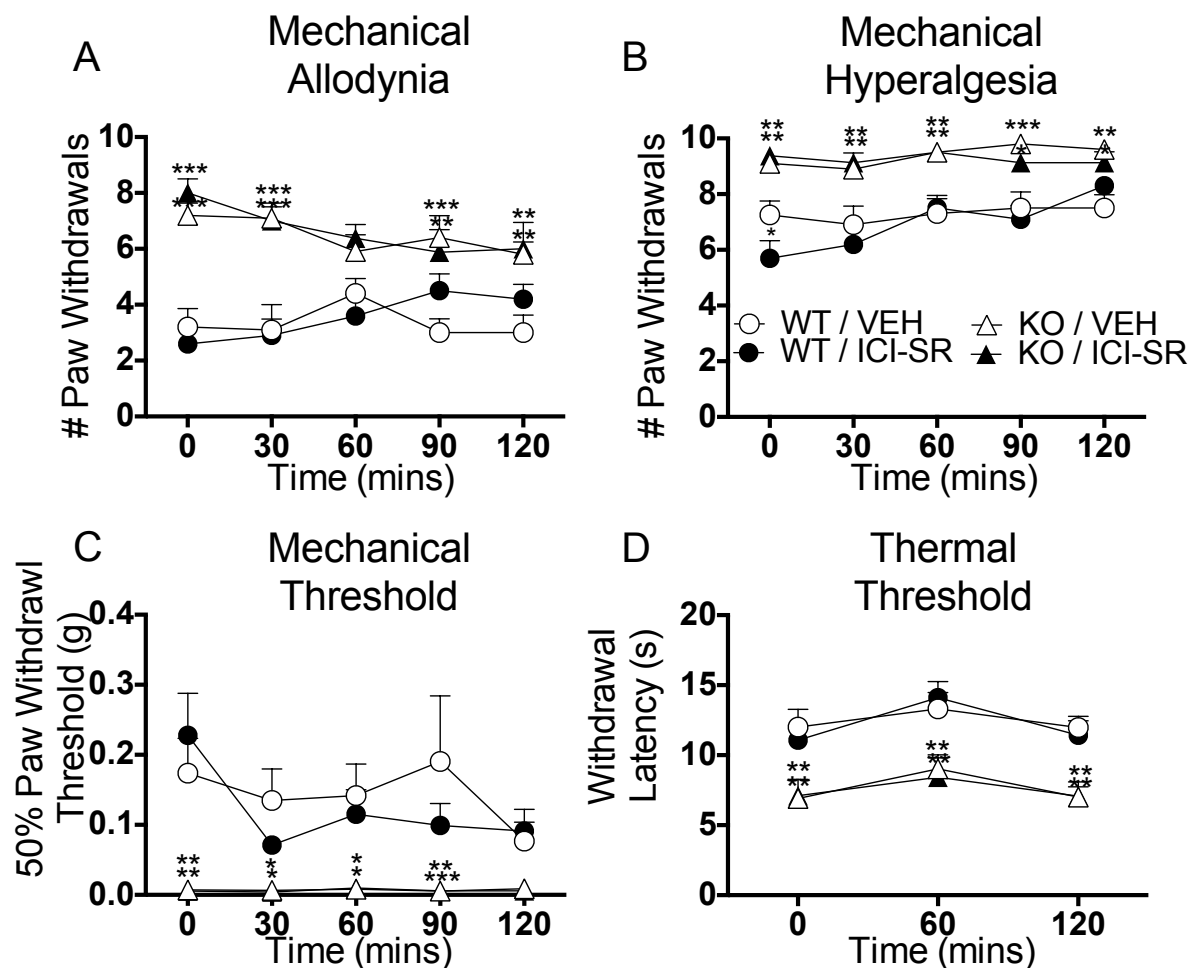 A
Mechanical
Allodynia
# Paw Withdrawals
10
8
6
4
2
0
***
***
***
***
***
**
**
**
0 30 60 90 120
Time (mins)
B
Mechanical
Hyperalgesia
# Paw Withdrawals
10
8
6
4
2
0
**
**
**
**
**
**
***
*
**
*
*
WT / VEH
KO / VEH
WT / ICI-SR
KO / ICI-SR
0 30 60 90 120
Time (mins)
C
Mechanical
Threshold
50% Paw Withdrawl
Threshold (g)
0.4
0.3
0.2
0.1
0.0
**
**
*
*
*
*
**
***
0 30 60 90 120
Time (mins)
D
Thermal
Threshold
Withdrawal
Latency (s)
20
15
10
5
0
**
**
**
**
**
**
0 60 120
Time (mins)